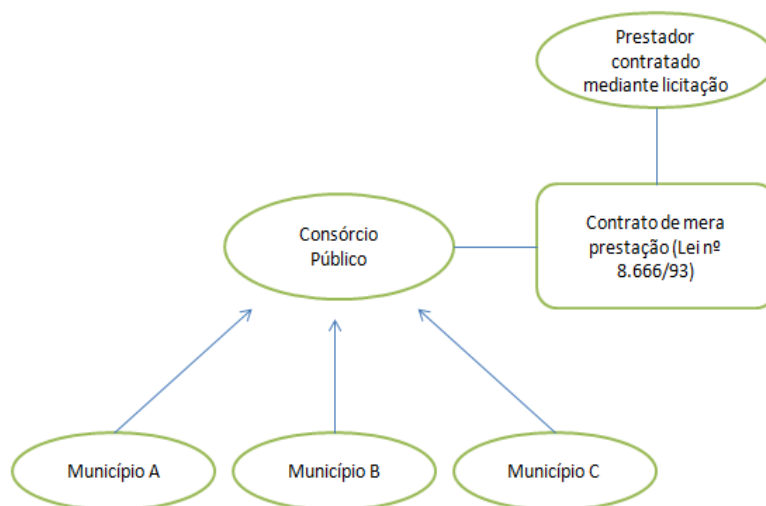 Prestador
contratado
mediante licitação
Consórcio
Público
Contrato de mera
prestação (Lei nº
8.666/93)
Município A
Município B
Município C